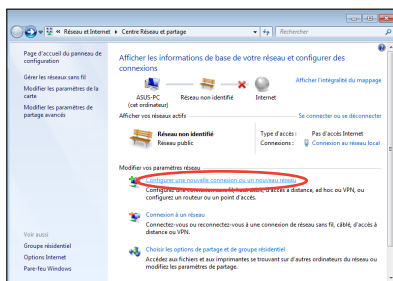 Réseau et Internet
Centre Réseau et partage
Rechercher
Page d'accueil du panneau de
configuration
Gérer les réseaux sans fil
Modifier les paramètres de la
carte
Modifier les paramètres de
partage avancés
Voir aussi
Groupe résidentiel
Options Internet
Pare-feu Windows
Afficher les informations de base de votre réseau et configurer des
connexions
Afficher l'intégralité du mappage
ASUS-PC
(cet ordinateur)
Réseau non identifié
Internet
Afficher vos réseaux actifs
Se connecter ou se déconnecter
Réseau non identifié
Réseau public
Type d'accès :
Pas d'accès Internet
Connexions :
Connexion au réseau local
Modifier vos paramètres réseau
Configurer une nouvelle connexion ou un nouveau réseau
Configurez une connexion sans fil, haut débit, d'accès à distance, ad hoc ou VPN, ou
configurez un routeur ou un point d'accès.
Connexion à un réseau
Connectez-vous ou reconnectez-vous à une connexion de réseau sans fil, câblé, d'accès à
distance ou VPN.
Choisir les options de partage et de groupe résidentiel
Accédez aux fichiers et aux imprimantes se trouvant sur d'autres ordinateurs du réseau ou
modifiez les paramètres de partage.